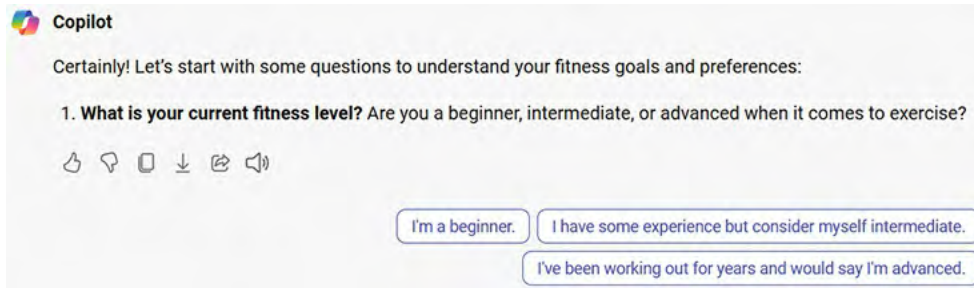 Copilot
Certainly! Let's start with some questions to understand your fitness goals and preferences:
1. What is your current fitness level? Are you a beginner, intermediate, or advanced when it comes to exercise?
I'm a beginner.
I have some experience but consider myself intermediate.
I've been working out for years and would say I'm advanced.